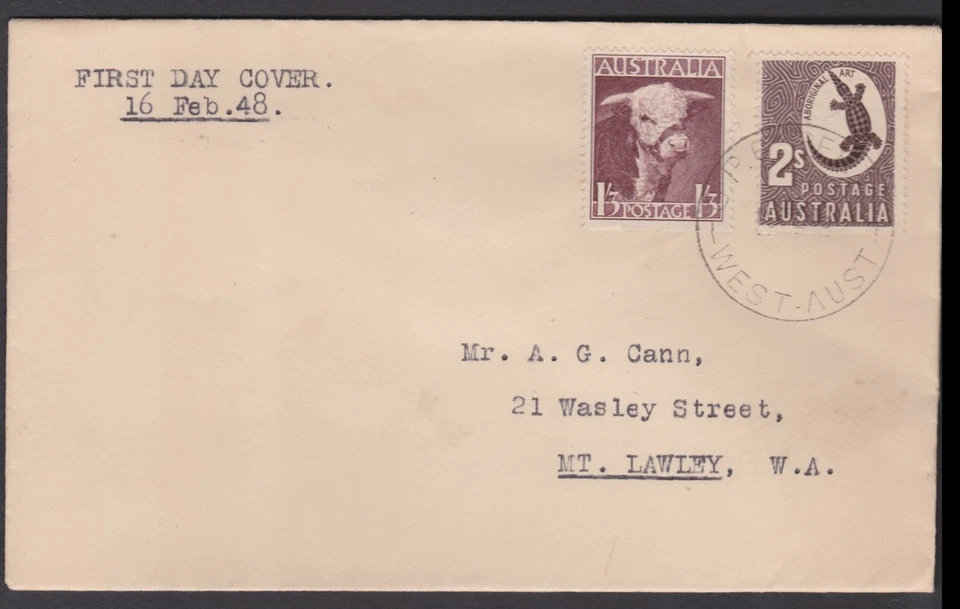 FIRST DAY COVER.
16 Feb.48.
AUSTRALIA
1/3 POSTAGE 1/3
ABORIGINAL ART
2s
POSTAGE
AUSTRALIA
WEST-AUST
Mr. A. G. Cann,
21 Wasley Street,
MT. LAWLEY, W.A.